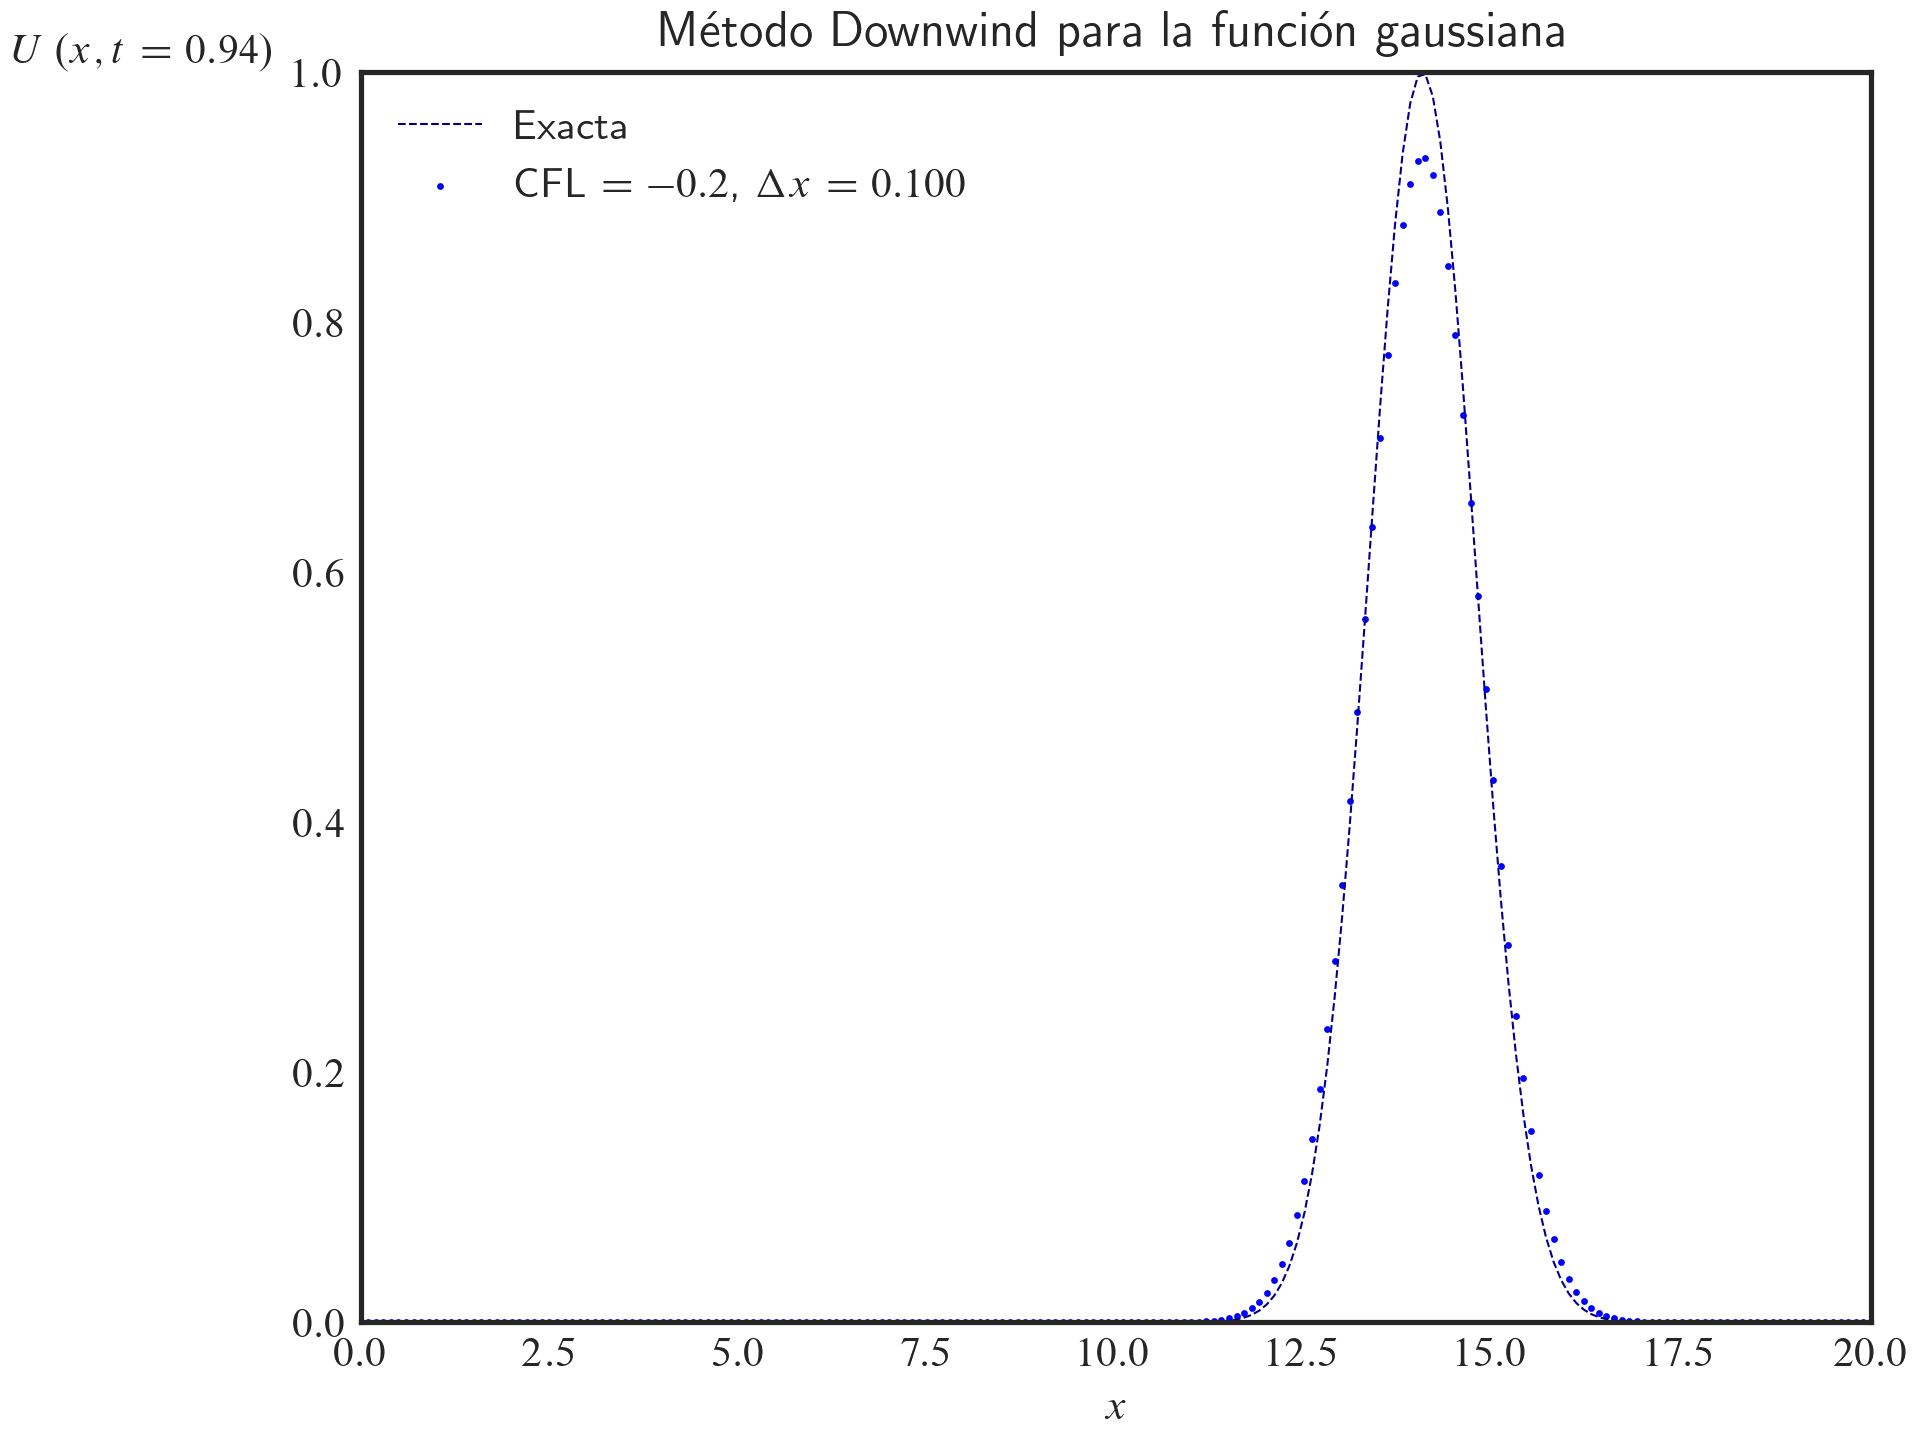 Método Downwind para la función gaussiana
U (x, t = 0.94)
Exacta
CFL = −0.2, Δx = 0.100
1.0
0.8
0.6
0.4
0.2
0.0
0.0 2.5 5.0 7.5 10.0 12.5 15.0 17.5 20.0
x